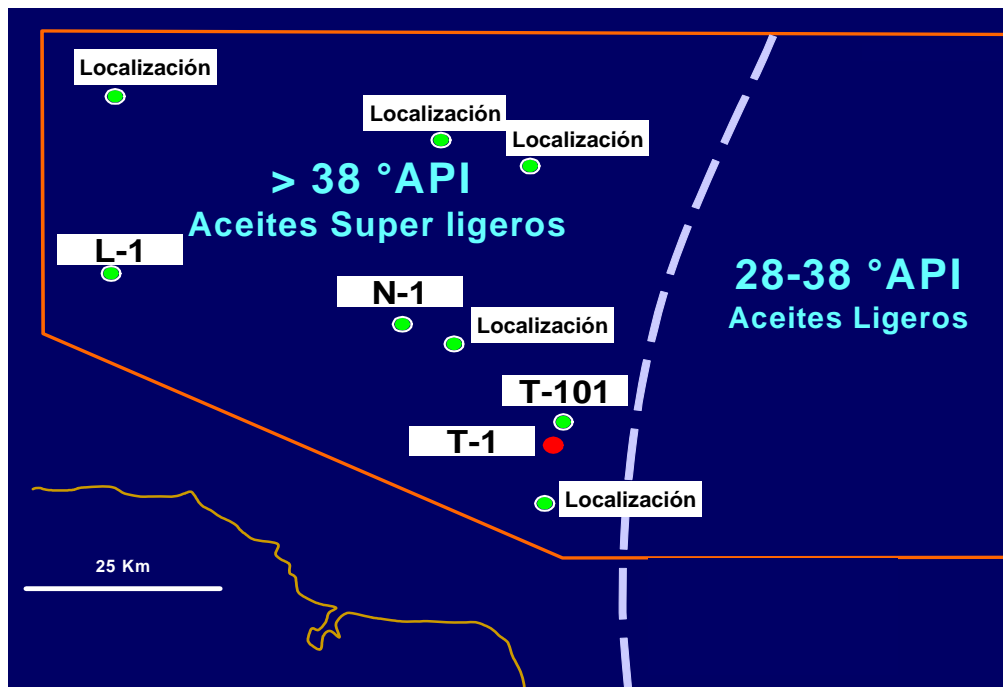 Localización
Localización
Localización
> 38 °API
Aceites Super ligeros
L-1
N-1
Localización
28-38 °API
Aceites Ligeros
T-101
T-1
Localización
25 Km